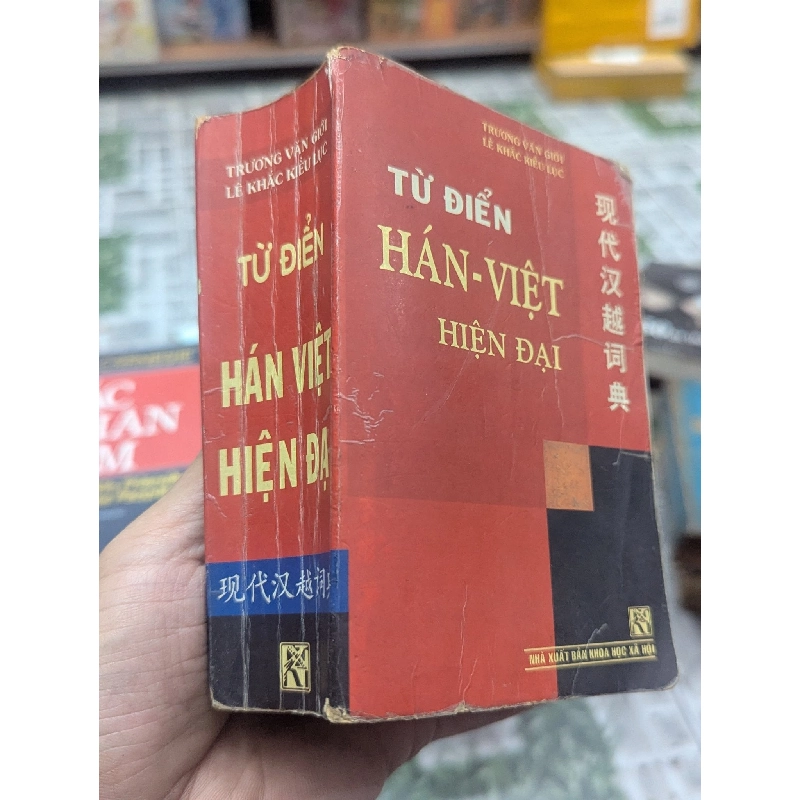 TRƯƠNG VĂN GIỚI
LÊ KHẮC KIỀU LỤC
TỪ ĐIỂN
HÁN VIỆT
HIỆN ĐẠ
现代汉越词
TRƯƠNG VĂN GIỚI
LÊ KHẮC KIỀU LỤC
TỪ ĐIỂN
HÁN-VIỆT
HIỆN ĐẠI
现代汉越词典
NHÀ XUẤT BẢN KHOA HỌC XÃ HỘI